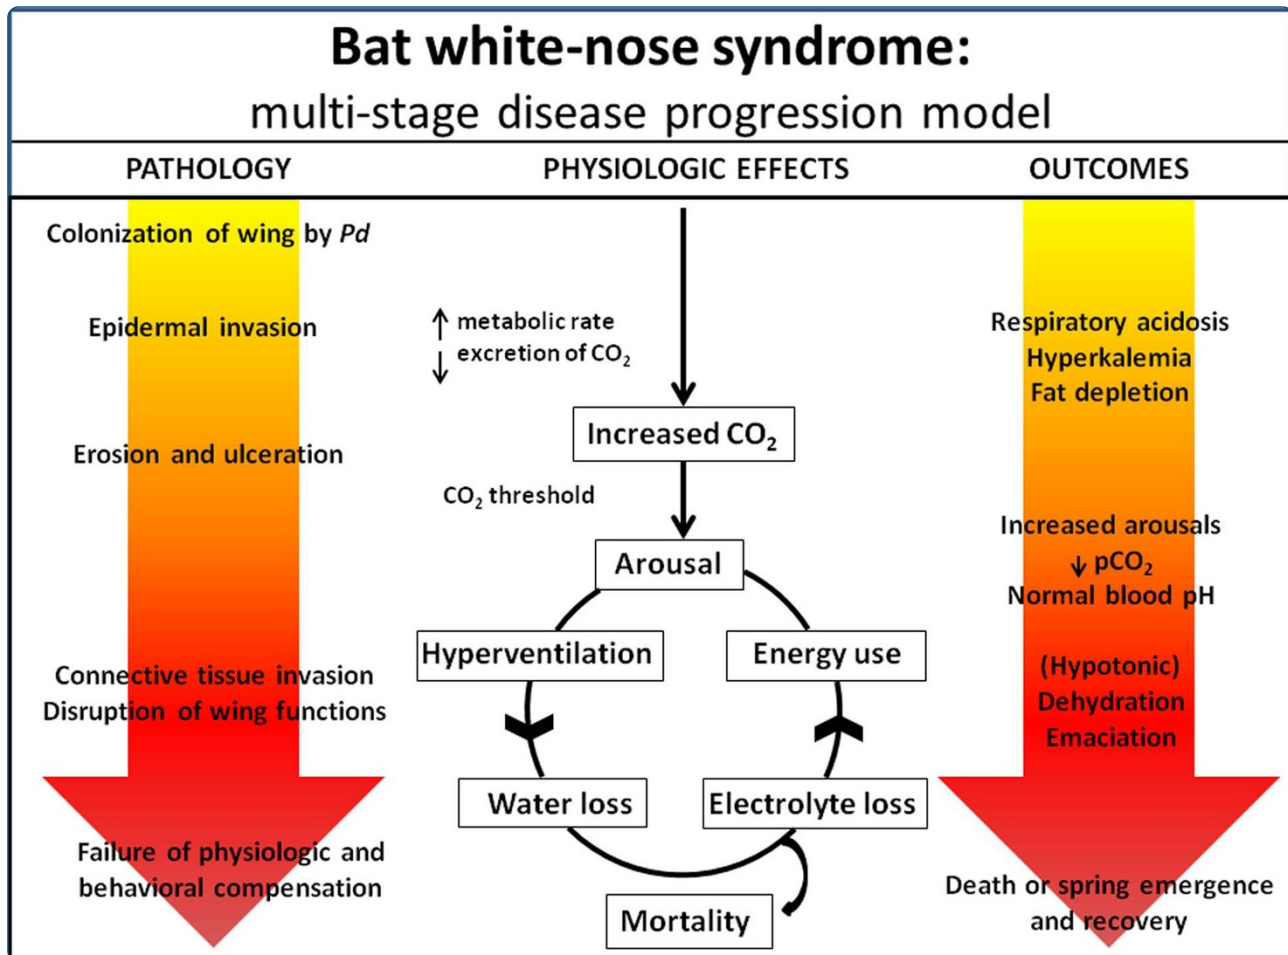 Bat white-nose syndrome:
multi-stage disease progression model
PATHOLOGY
PHYSIOLOGIC EFFECTS
OUTCOMES
Colonization of wing by Pd
Epidermal invasion
Erosion and ulceration
Connective tissue invasion
Disruption of wing functions
Failure of physiologic and
behavioral compensation
↑ metabolic rate
↓ excretion of CO₂
Increased CO₂
CO₂ threshold
Arousal
Hyperventilation
Energy use
Water loss
Electrolyte loss
Mortality
Respiratory acidosis
Hyperkalemia
Fat depletion
Increased arousals
↓ pCO₂
Normal blood pH
(Hypotonic)
Dehydration
Emaciation
Death or spring emergence
and recovery